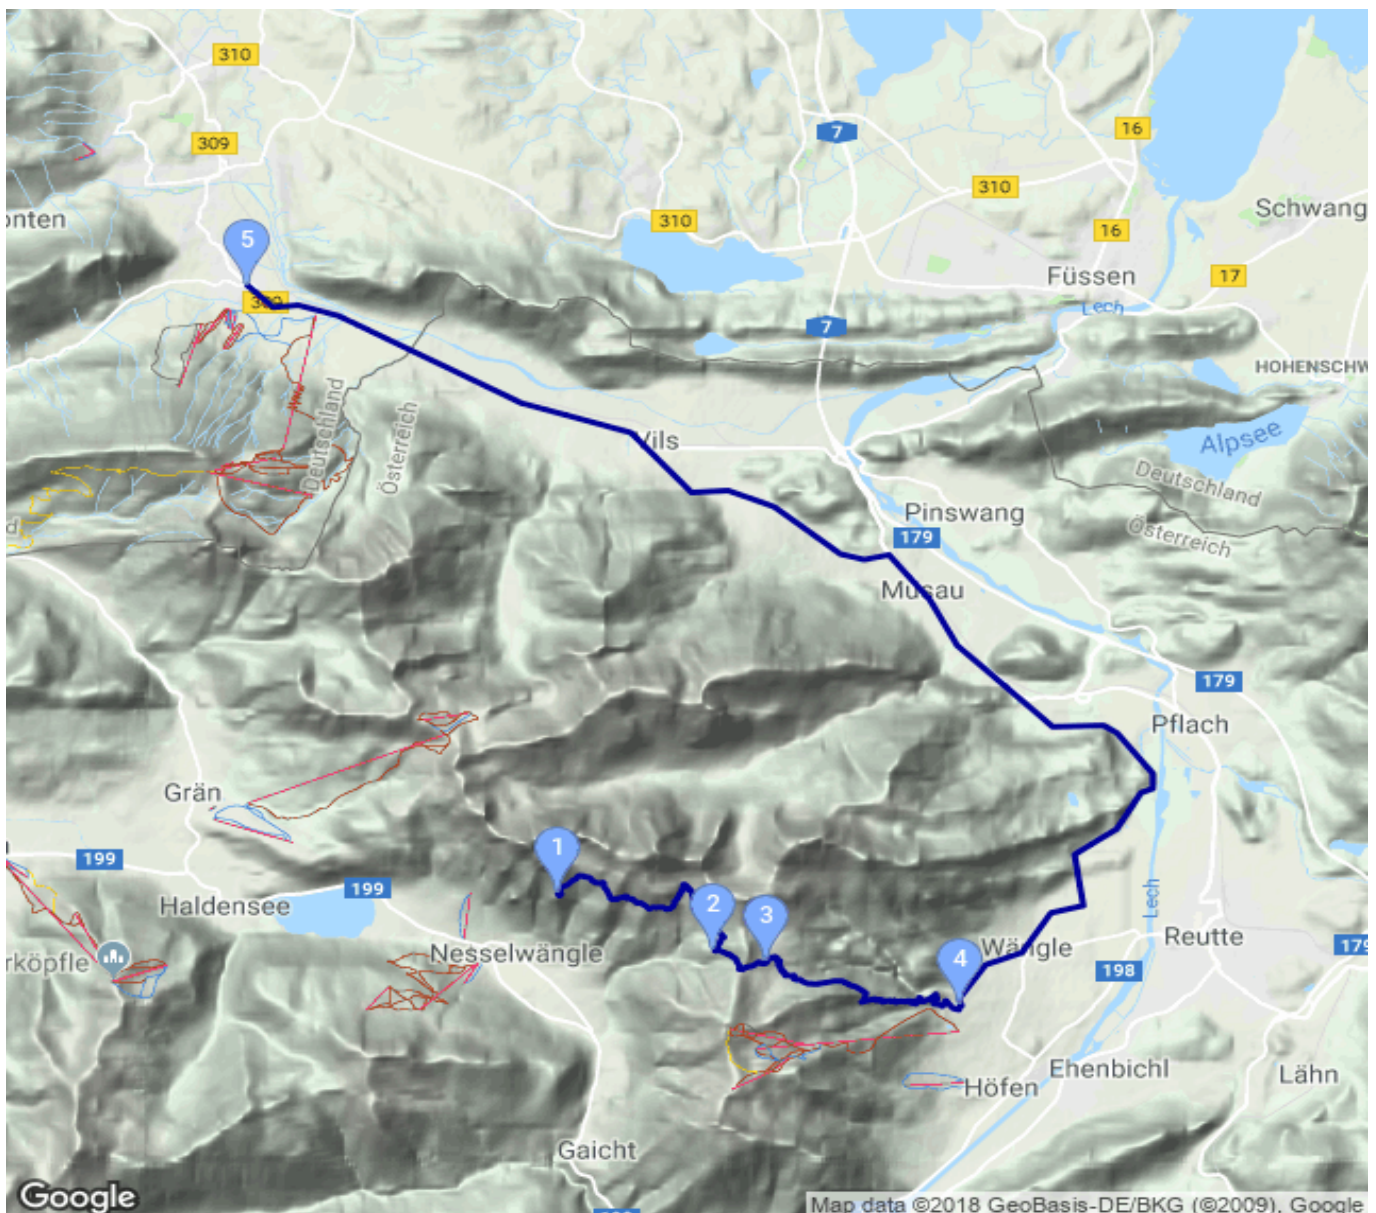 310
309
7
16
310
onten
310
16
Schwang
5
Füssen
17
309
Lech
7
HOHENSCHW
Deutschland
Österreich
Vils
Alpsee
Deutschland
Pinswang
Österreich
d
179
Musau
179
Pflach
Grän
1
199
199
2
3
Haldensee
Lech
Nesselwängle
Wängle
Reutte
179
rköpfle
4
198
Höfen
Ehenbichl
Lähn
Gaicht
Google
Map data ©2018 GeoBasis-DE/BKG (©2009), Google